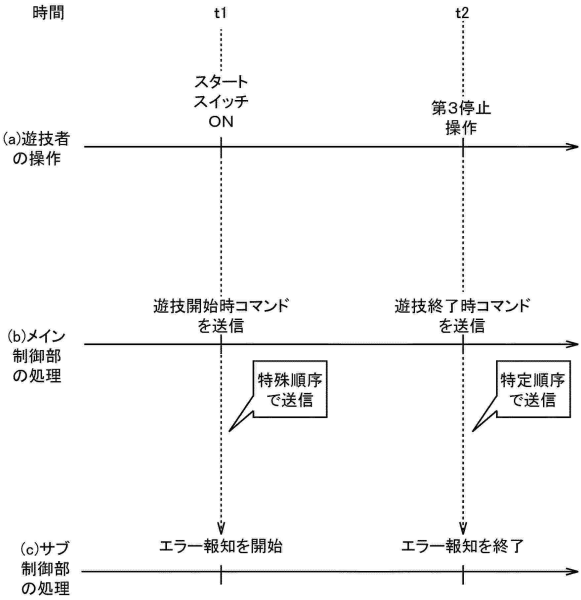 時間
t1
t2
スタート
スイッチ
ON
第3停止
操作
(a)遊技者
の操作
遊技開始時コマンド
を送信
遊技終了時コマンド
を送信
(b)メイン
制御部
の処理
特殊順序
で送信
特定順序
で送信
エラー報知を開始
エラー報知を終了
(c)サブ
制御部
の処理